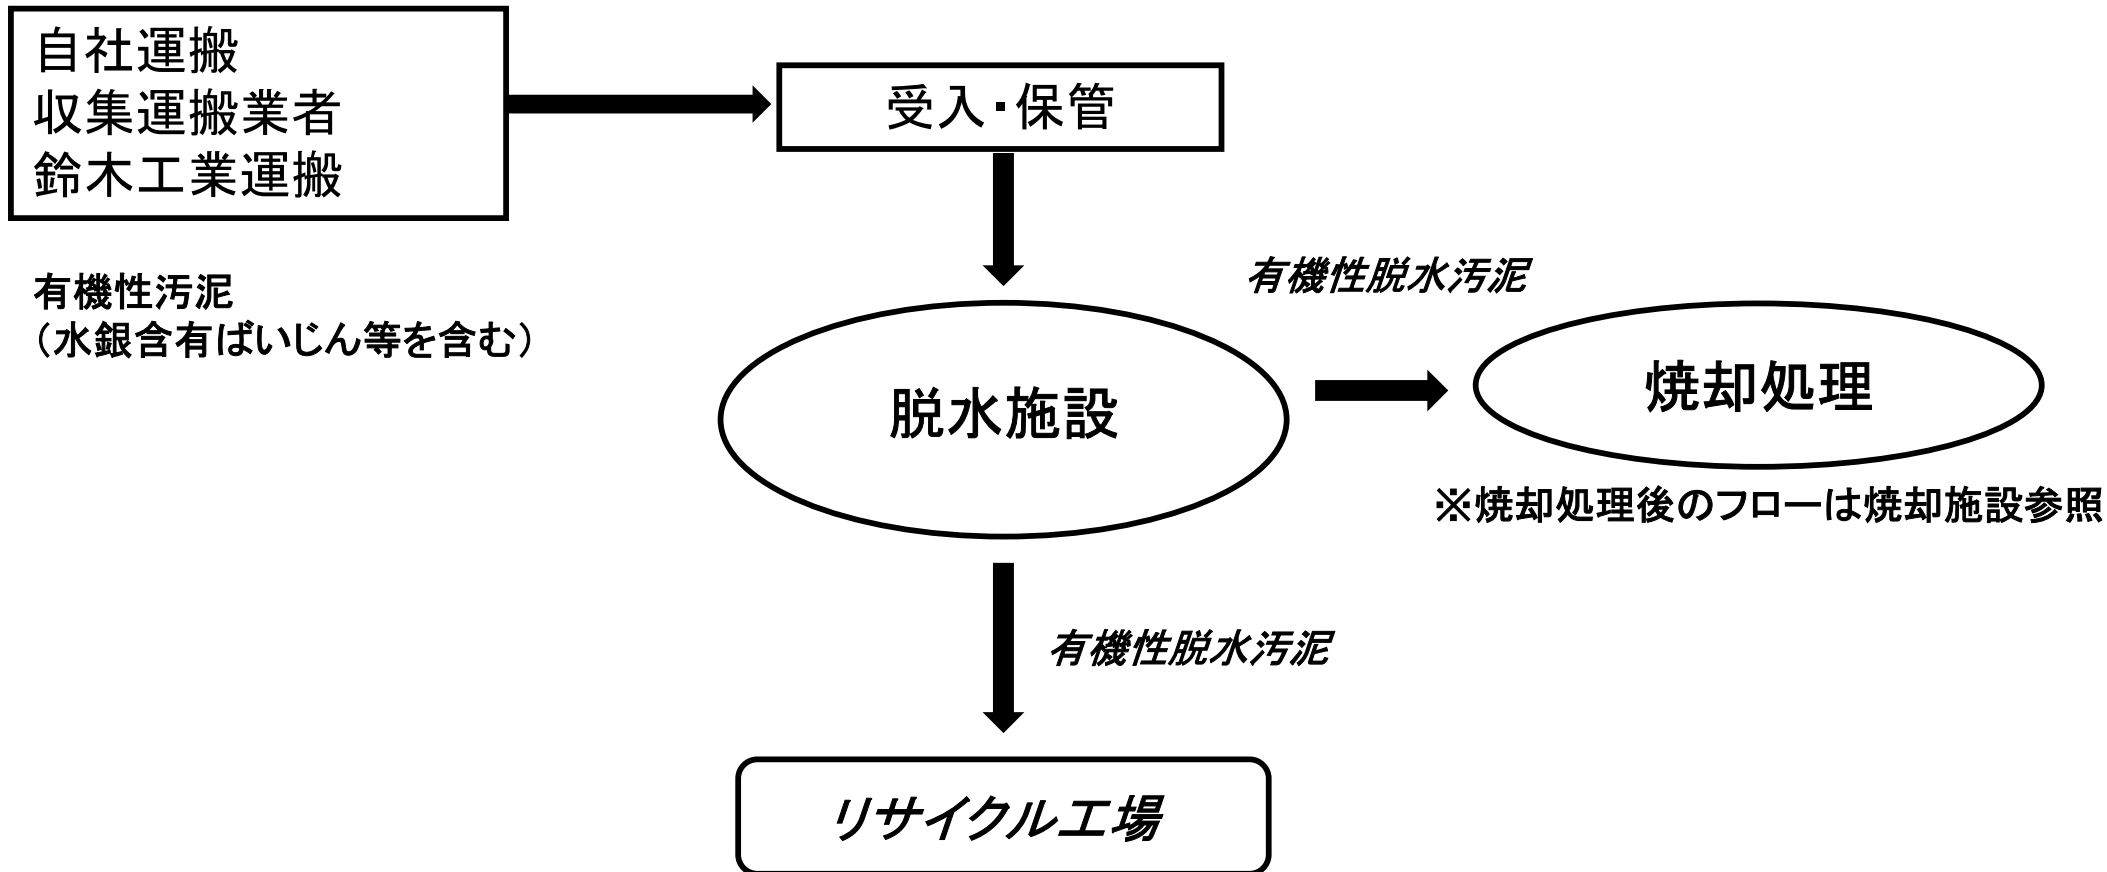 自社運搬
収集運搬業者
鈴木工業運搬
受入・保管
有機性汚泥
（水銀含有ばいじん等を含む）
有機性脱水汚泥
脱水施設
焼却処理
※焼却処理後のフローは焼却施設参照
有機性脱水汚泥
リサイクル工場